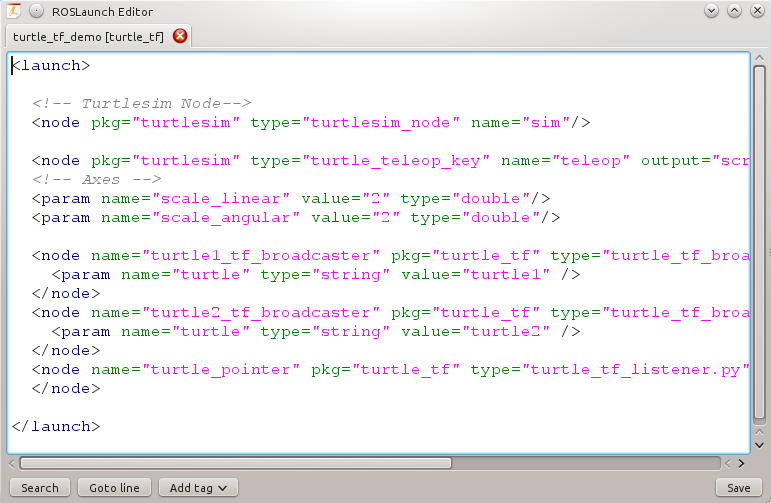 ROSLaunch Editor
turtle_tf_demo [turtle_tf]
<launch>
<!-- Turtlesim Node-->
<node pkg="turtlesim" type="turtlesim_node" name="sim"/>
<node pkg="turtlesim" type="turtle_teleop_key" name="teleop" output="scr
<!-- Axes -->
<param name="scale_linear" value="2" type="double"/>
<param name="scale_angular" value="2" type="double"/>
<node name="turtle1_tf_broadcaster" pkg="turtle_tf" type="turtle_tf_broa
<param name="turtle" type="string" value="turtle1" />
</node>
<node name="turtle2_tf_broadcaster" pkg="turtle_tf" type="turtle_tf_broa
<param name="turtle" type="string" value="turtle2" />
</node>
<node name="turtle_pointer" pkg="turtle_tf" type="turtle_tf_listener.py"
</node>
</launch>
Search Goto line Add tag Save